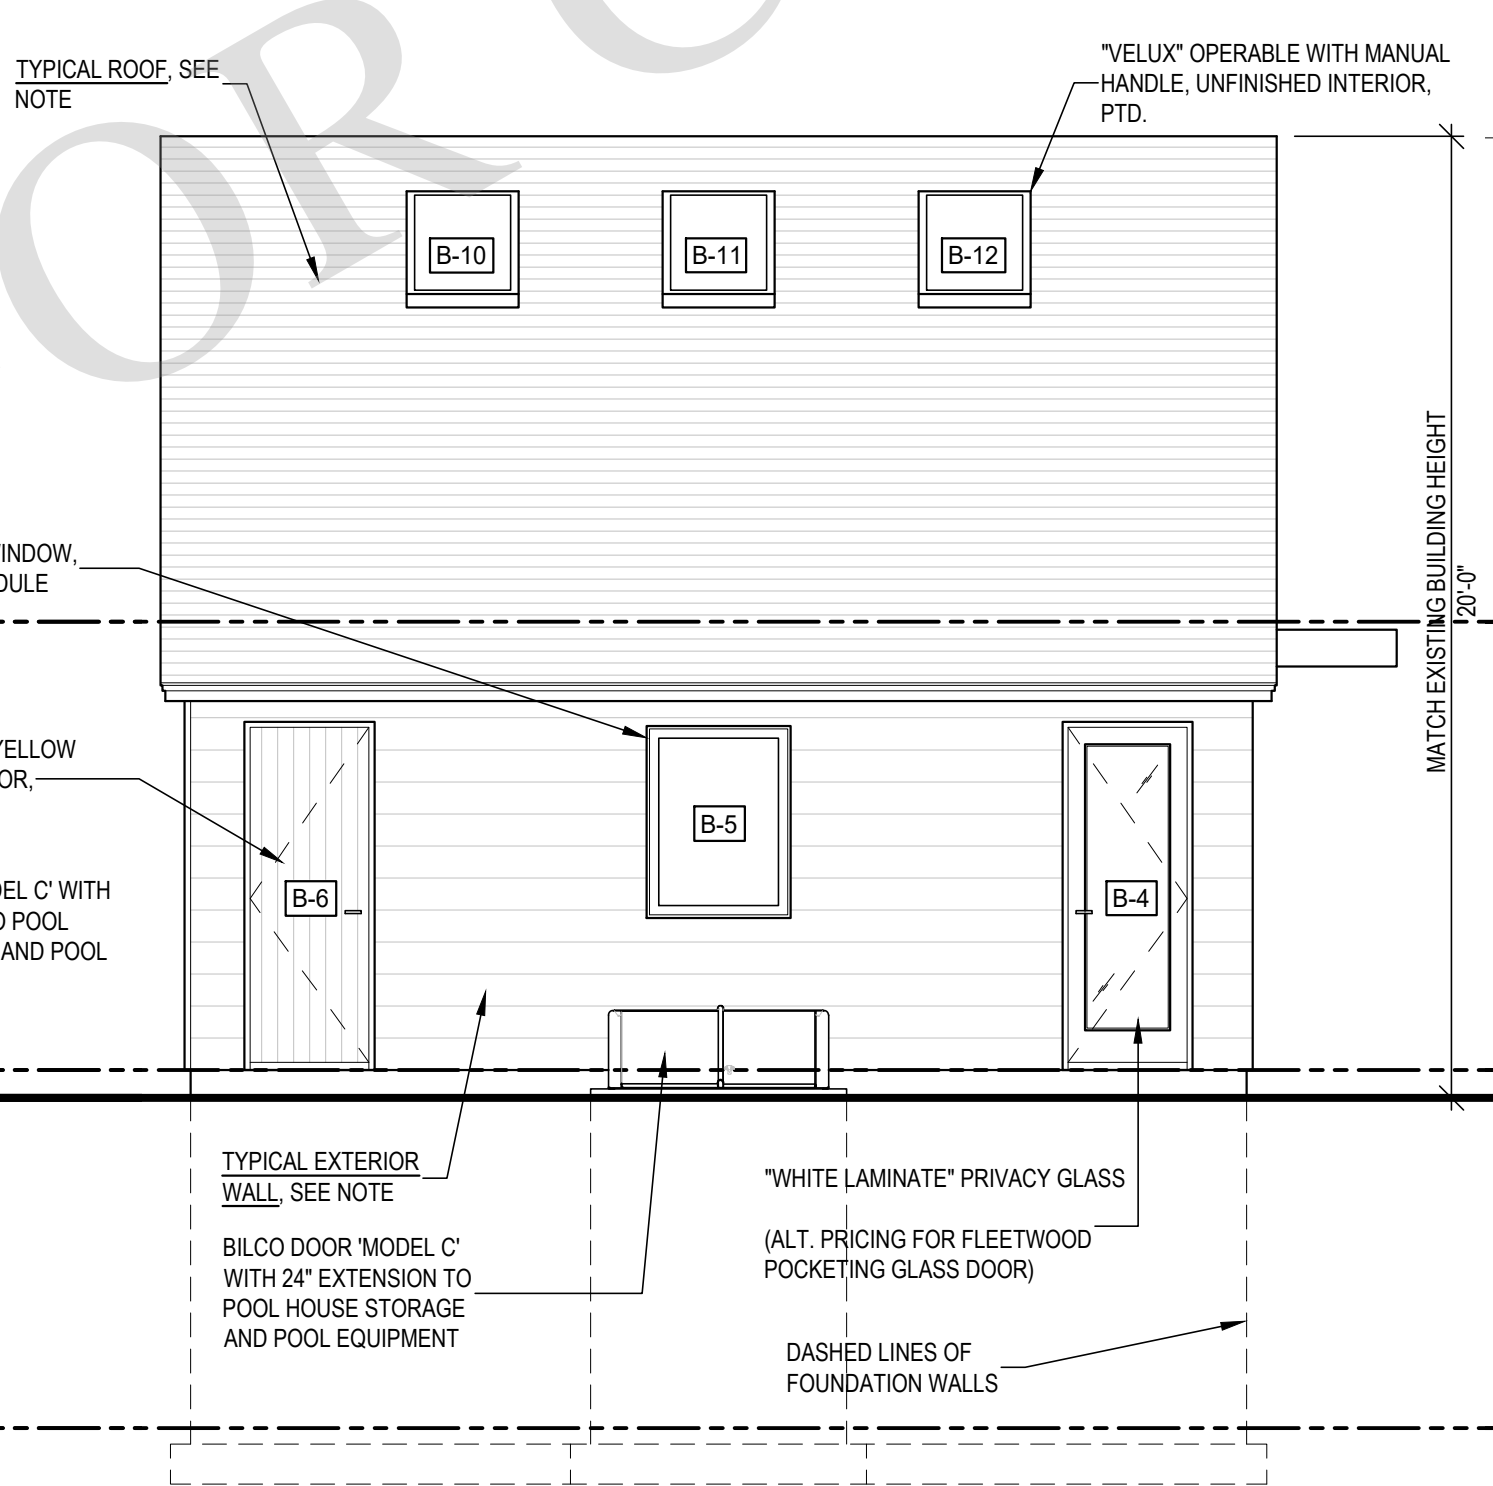 OR C
TYPICAL ROOF, SEE
NOTE
"VELUX" OPERABLE WITH MANUAL
HANDLE, UNFINISHED INTERIOR,
PTD.
B-10
B-11
B-12
MATCH EXISTING BUILDING HEIGHT
20'-0"
WINDOW,
DULE
YELLOW
OR,
B-5
B-6
B-4
DEL C' WITH
POOL
AND POOL
TYPICAL EXTERIOR
WALL, SEE NOTE
BILCO DOOR 'MODEL C'
WITH 24" EXTENSION TO
POOL HOUSE STORAGE
AND POOL EQUIPMENT
"WHITE LAMINATE" PRIVACY GLASS
(ALT. PRICING FOR FLEETWOOD
POCKETING GLASS DOOR)
DASHED LINES OF
FOUNDATION WALLS